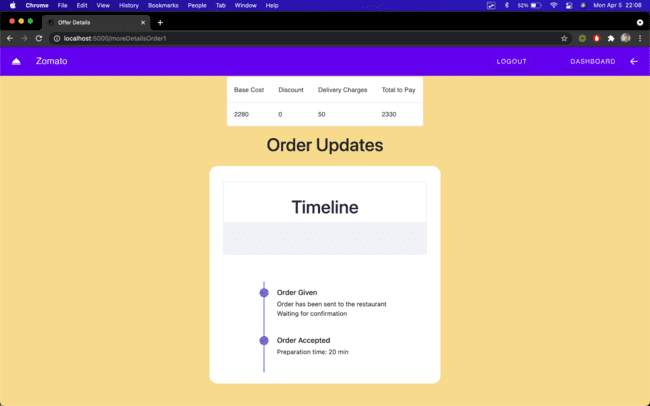 Chrome File Edit View History Bookmarks People Tab Window Help
52% Mon Apr 5 22:08
Offer Details
localhost:5000/moreDetailsOrder1
Zomato LOGOUT DASHBOARD
Base Cost Discount Delivery Charges Total to Pay
2280 0 50 2330
Order Updates
Timeline
Order Given
Order has been sent to the restaurant
Waiting for confirmation
Order Accepted
Preparation time: 20 min